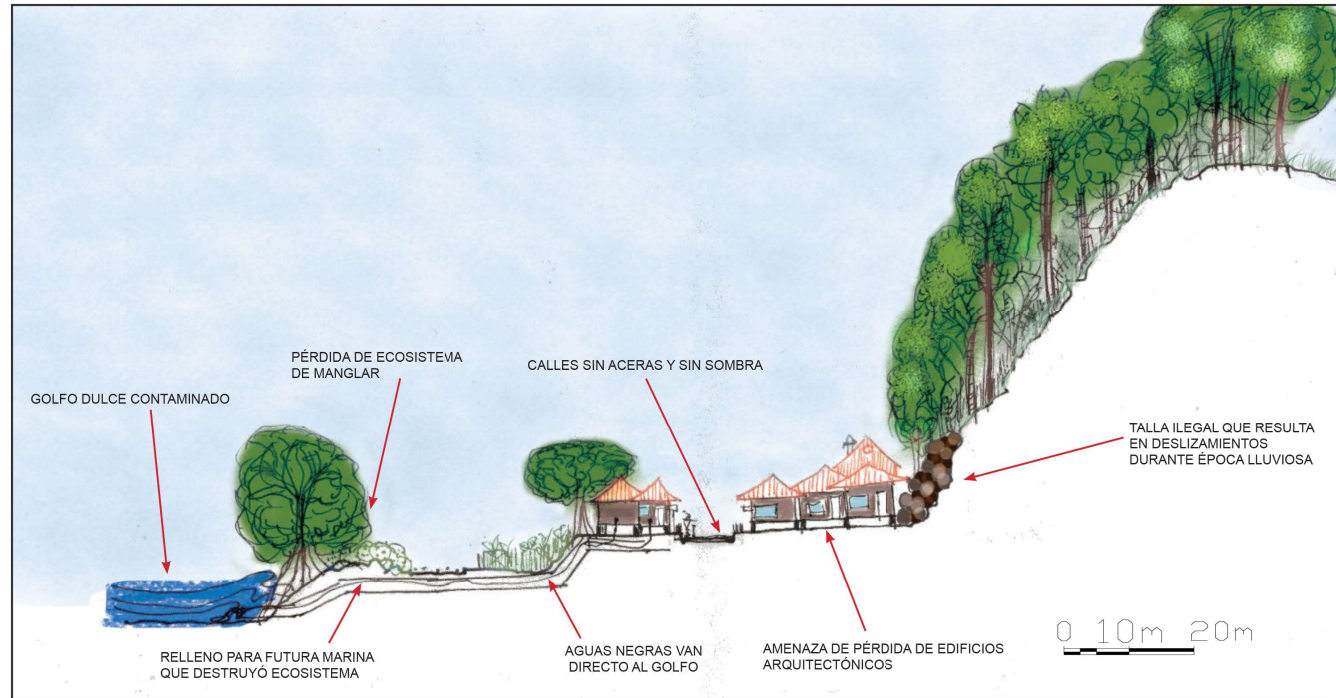 PÉRDIDA DE ECOSISTEMA
DE MANGLAR
CALLES SIN ACERAS Y SIN SOMBRA
GOLFO DULCE CONTAMINADO
TALLA ILEGAL QUE RESULTA
EN DESLIZAMIENTOS
DURANTE ÉPOCA LLUVIOSA
RELLENO PARA FUTURA MARINA
QUE DESTRUYÓ ECOSISTEMA
AGUAS NEGRAS VAN
DIRECTO AL GOLFO
AMENAZA DE PÉRDIDA DE EDIFICIOS
ARQUITECTÓNICOS
0 10m 20m